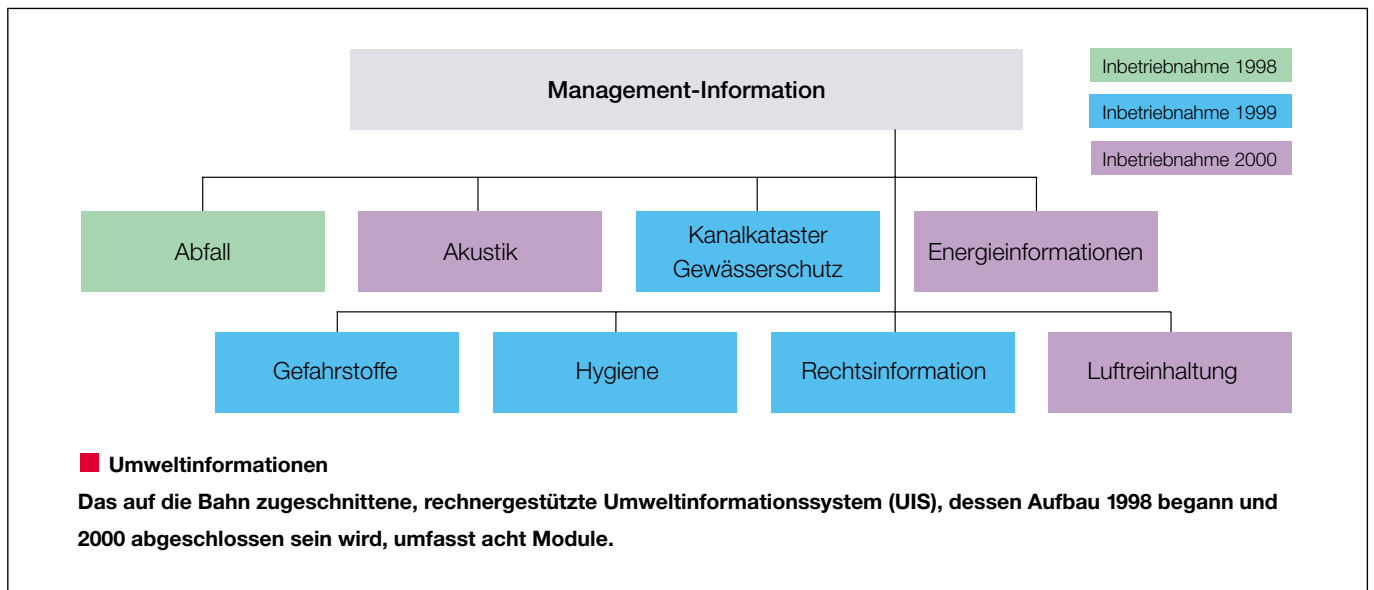 Management-Information
Inbetriebnahme 1998
Inbetriebnahme 1999
Inbetriebnahme 2000
Abfall
Akustik
Kanalkataster
Gewässerschutz
Energieinformationen
Gefahrstoffe
Hygiene
Rechtsinformation
Luftreinhaltung
Umweltinformationen
Das auf die Bahn zugeschnittene, rechnergestützte Umweltinformationssystem (UIS), dessen Aufbau 1998 begann und
2000 abgeschlossen sein wird, umfasst acht Module.